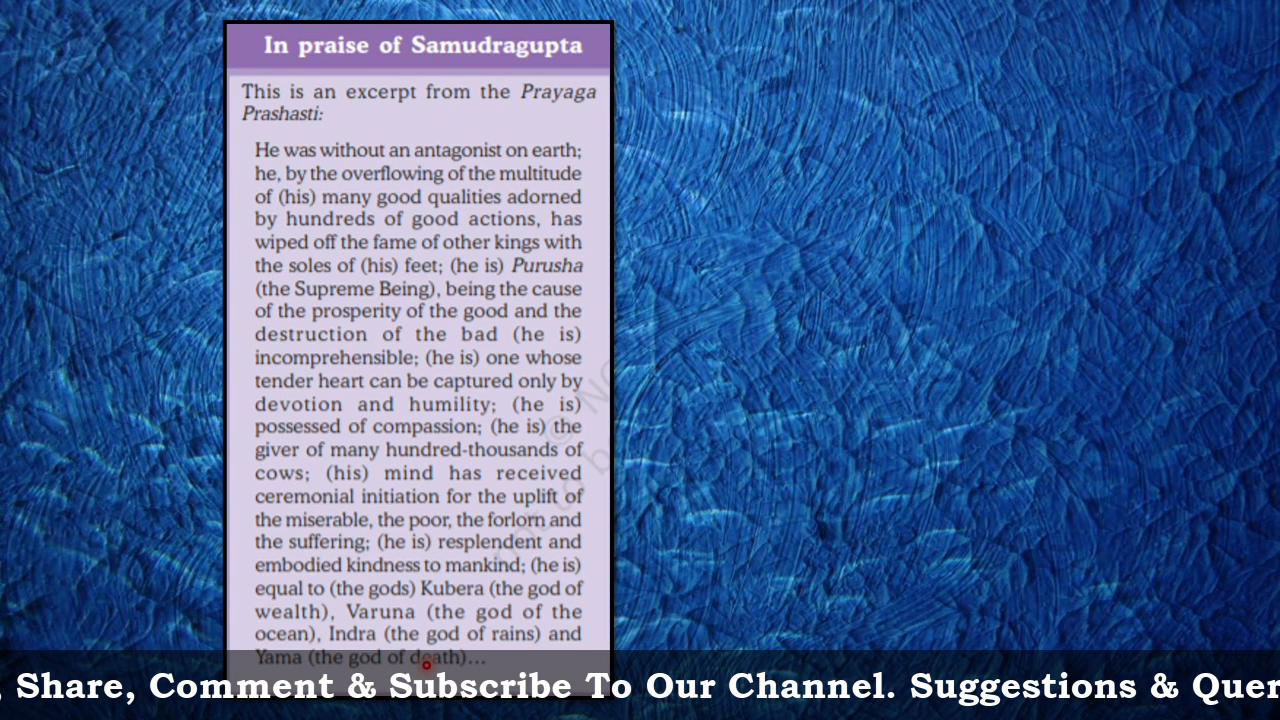 In praise of Samudragupta
This is an excerpt from the Prayaga
Prashasti:
He was without an antagonist on earth;
he, by the overflowing of the multitude
of (his) many good qualities adorned
by hundreds of good actions, has
wiped off the fame of other kings with
the soles of (his) feet; (he is) Purusha
(the Supreme Being), being the cause
of the prosperity of the good and the
destruction of the bad (he is)
incomprehensible; (he is) one whose
tender heart can be captured only by
devotion and humility; (he is)
possessed of compassion; (he is) the
giver of many hundred-thousands of
cows; (his) mind has received
ceremonial initiation for the uplift of
the miserable, the poor, the forlorn and
the suffering; (he is) resplendent and
embodied kindness to mankind; (he is)
equal to (the gods) Kubera (the god of
wealth), Varuna (the god of the
ocean), Indra (the god of rains) and
Yama (the god of death)...
, Share, Comment & Subscribe To Our Channel. Suggestions &